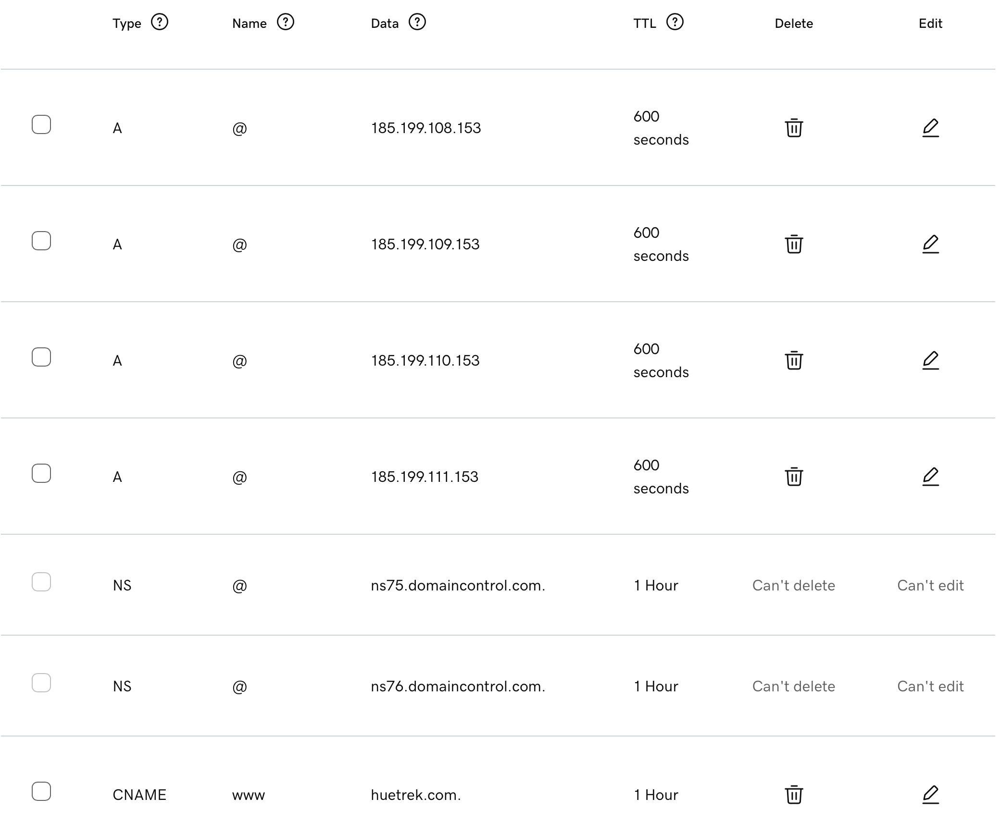 Type Name Data TTL Delete Edit
A @ 185.199.108.153 600 seconds
A @ 185.199.109.153 600 seconds
A @ 185.199.110.153 600 seconds
A @ 185.199.111.153 600 seconds
NS @ ns75.domaincontrol.com. 1 Hour Can't delete Can't edit
NS @ ns76.domaincontrol.com. 1 Hour Can't delete Can't edit
CNAME www huetrek.com. 1 Hour